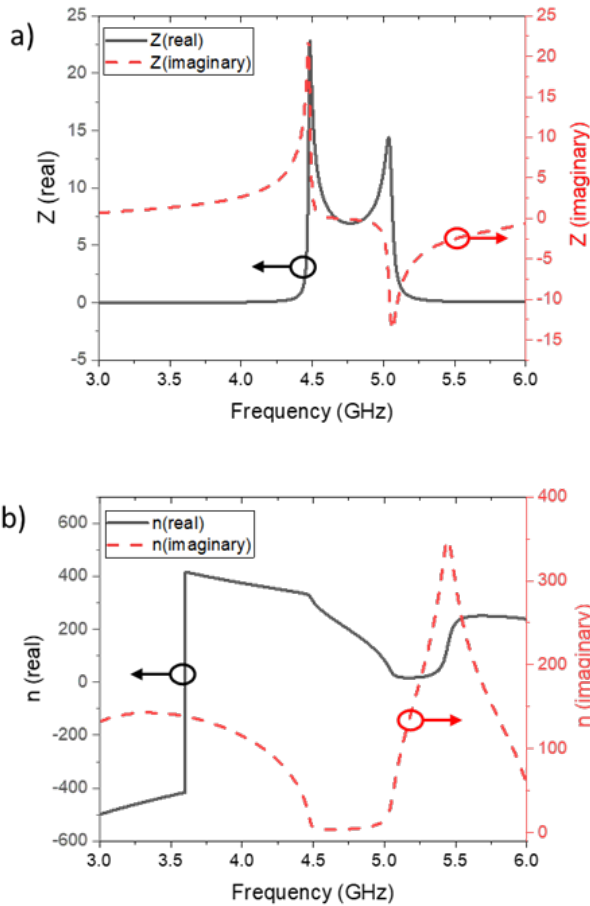 a)
25
20
15
10
5
0
-5
Z (real)
Z(real)
Z(imaginary)
25
20
15
10
5
0
-5
-10
-15
Z (imaginary)
3.0 3.5 4.0 4.5 5.0 5.5 6.0
Frequency (GHz)
b)
600
400
200
0
-200
-400
-600
n (real)
n(real)
n(imaginary)
400
300
200
100
0
n (imaginary)
3.0 3.5 4.0 4.5 5.0 5.5 6.0
Frequency (GHz)